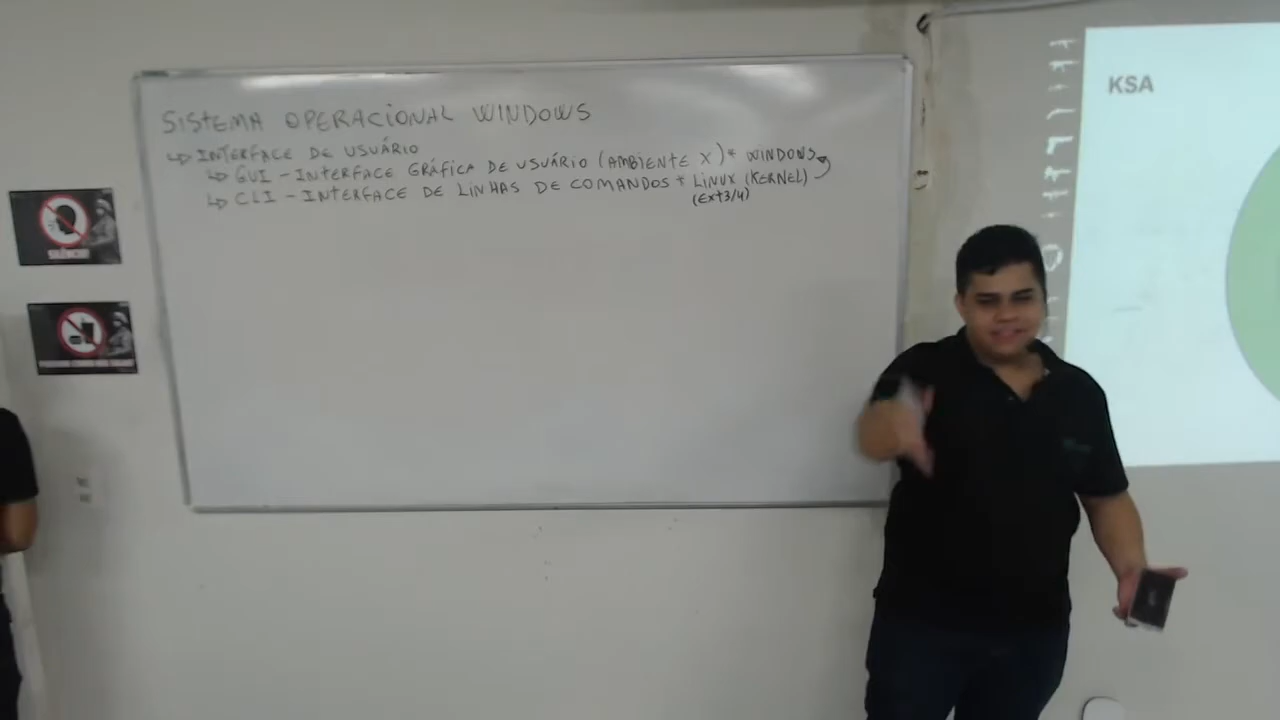 SISTEMA OPERACIONAL WINDOWS
↳ INTERFACE DE USUÁRIO
↳ GUI - INTERFACE GRÁFICA DE USUÁRIO (AMBIENTE X) * WINDOWS
↳ CLI - INTERFACE DE LINHAS DE COMANDOS * LINUX (KERNEL)
(Ext3/4)
KSA
SILÊNCIO!